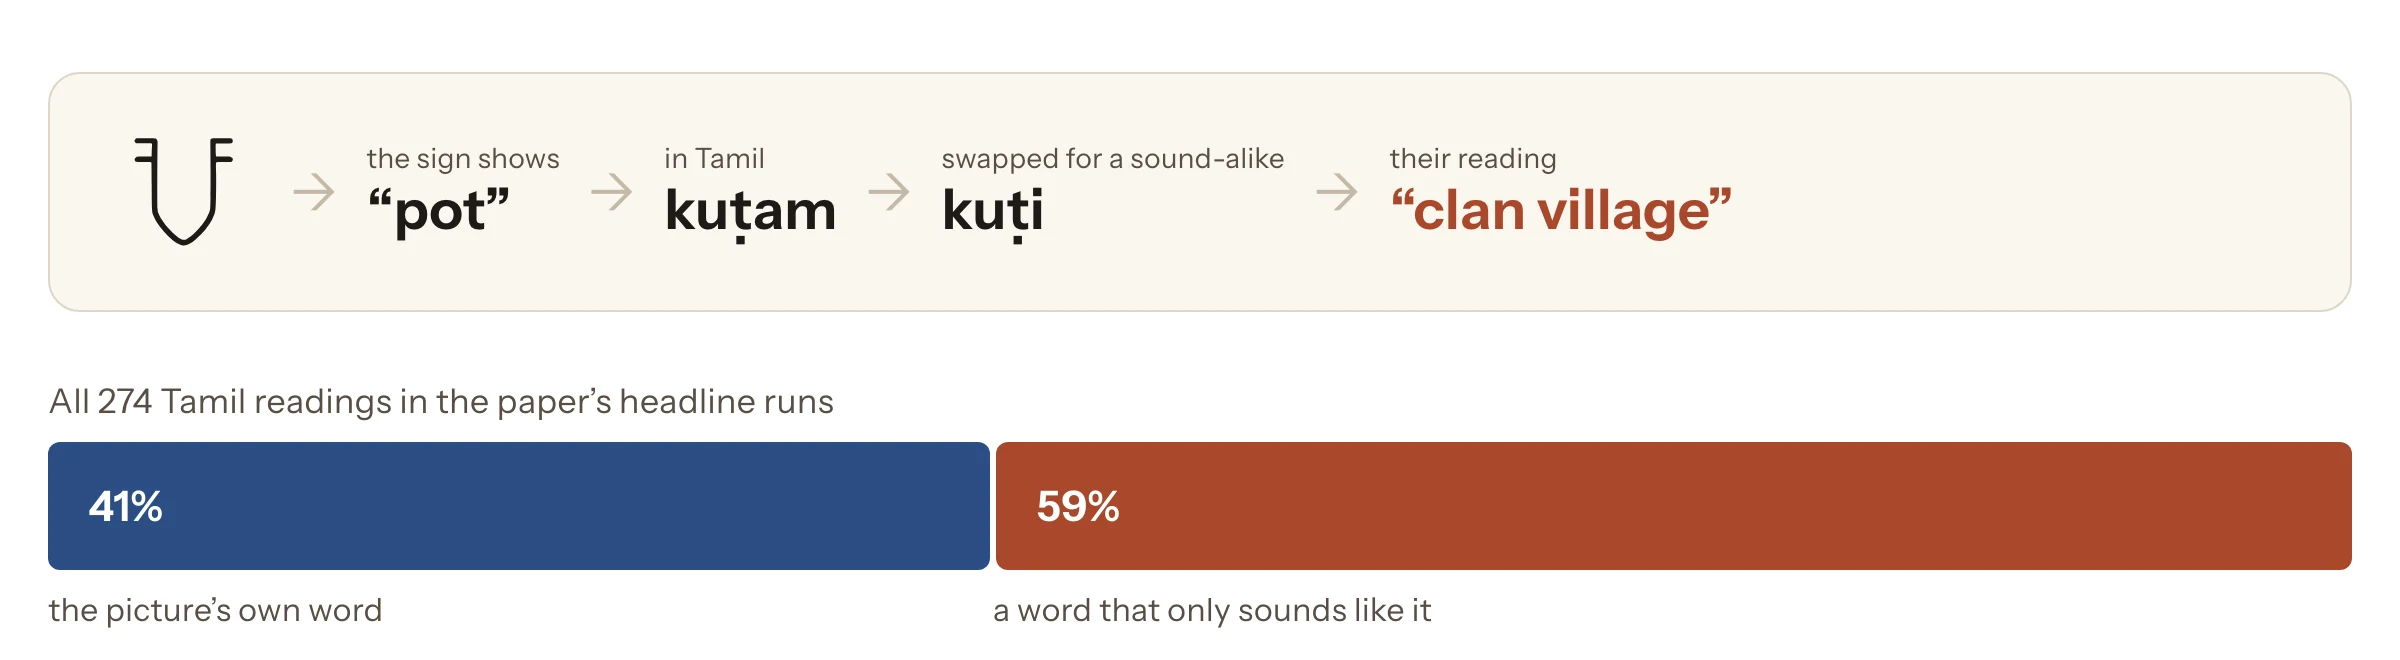 the sign shows
“pot”
in Tamil
kuṭam
swapped for a sound-alike
kuṭi
their reading
“clan village”
All 274 Tamil readings in the paper’s headline runs
41%
59%
the picture’s own word
a word that only sounds like it